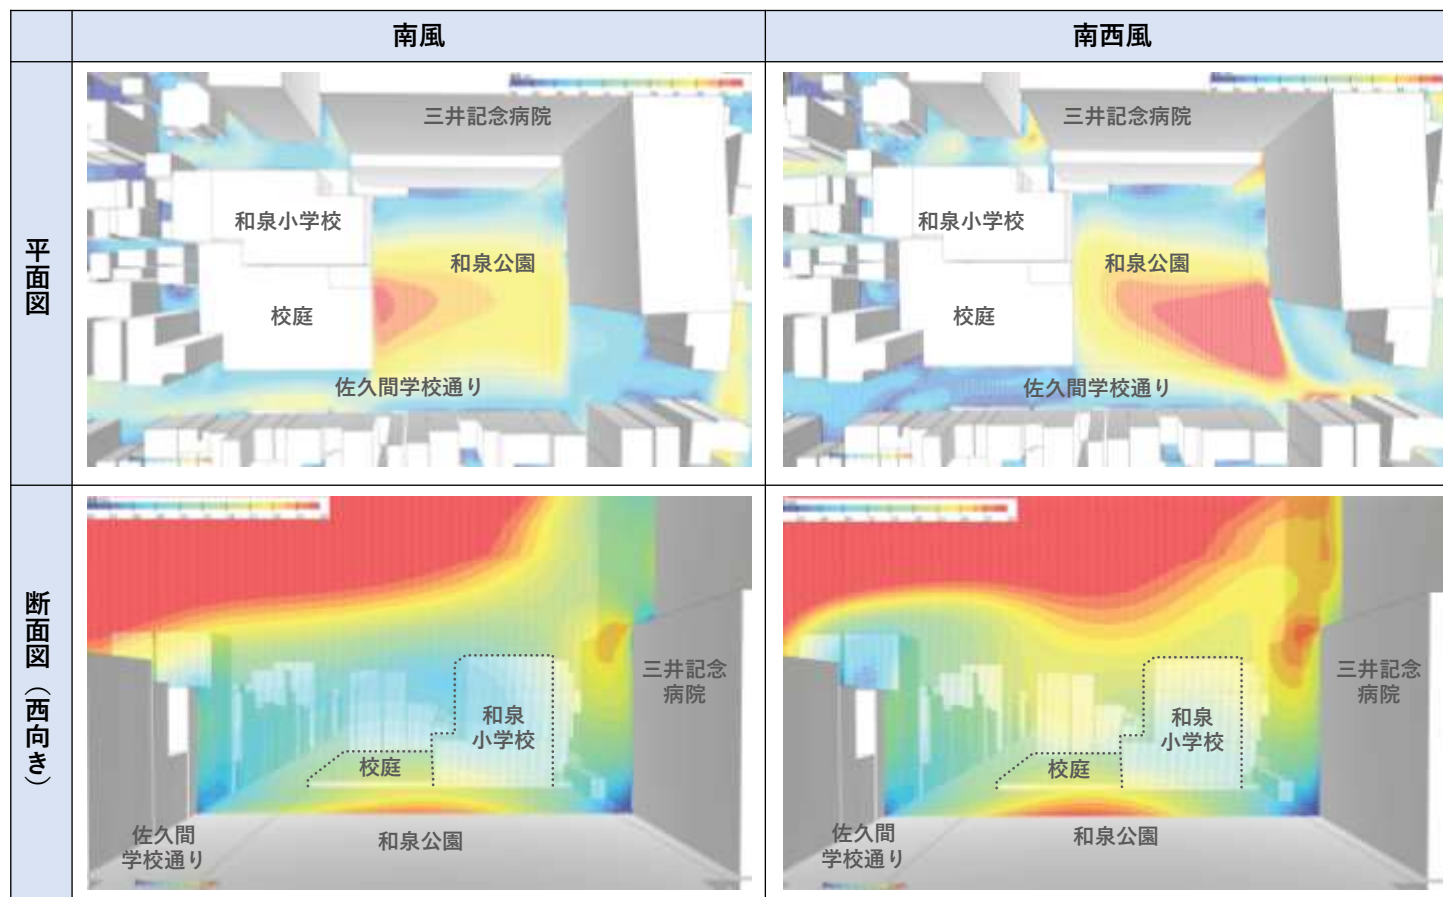 南風
南西風
平面図
三井記念病院
和泉小学校
和泉公園
校庭
佐久間学校通り
三井記念病院
和泉小学校
和泉公園
校庭
佐久間学校通り
断面図（西向き）
三井記念病院
和泉
小学校
校庭
佐久間
学校通り
和泉公園
三井記念
病院
和泉
小学校
校庭
佐久間
学校通り
和泉公園